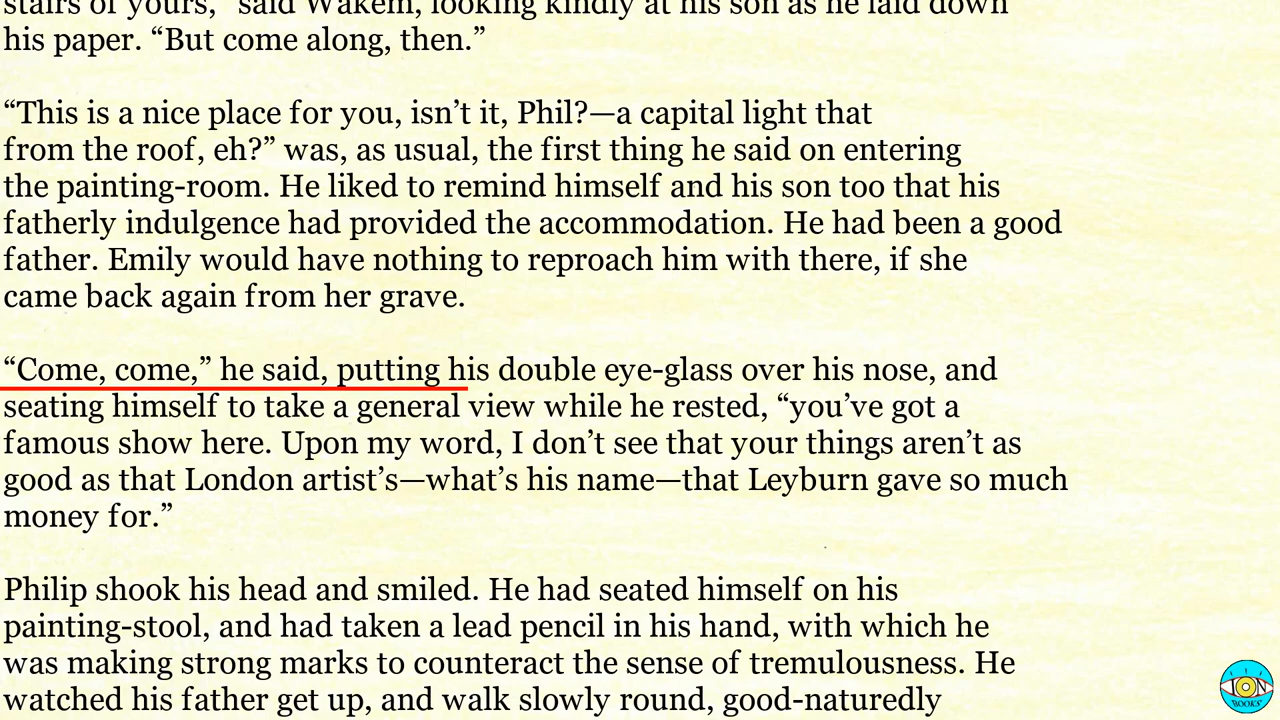 stairs of yours,” said Wakem, looking kindly at his son as he laid down
his paper. “But come along, then.”
“This is a nice place for you, isn’t it, Phil?—a capital light that
from the roof, eh?” was, as usual, the first thing he said on entering
the painting-room. He liked to remind himself and his son too that his
fatherly indulgence had provided the accommodation. He had been a good
father. Emily would have nothing to reproach him with there, if she
came back again from her grave.
“Come, come,” he said, putting his double eye-glass over his nose, and
seating himself to take a general view while he rested, “you’ve got a
famous show here. Upon my word, I don’t see that your things aren’t as
good as that London artist’s—what’s his name—that Leyburn gave so much
money for.”
Philip shook his head and smiled. He had seated himself on his
painting-stool, and had taken a lead pencil in his hand, with which he
was making strong marks to counteract the sense of tremulousness. He
watched his father get up, and walk slowly round, good-naturedly
ION
BOOKS